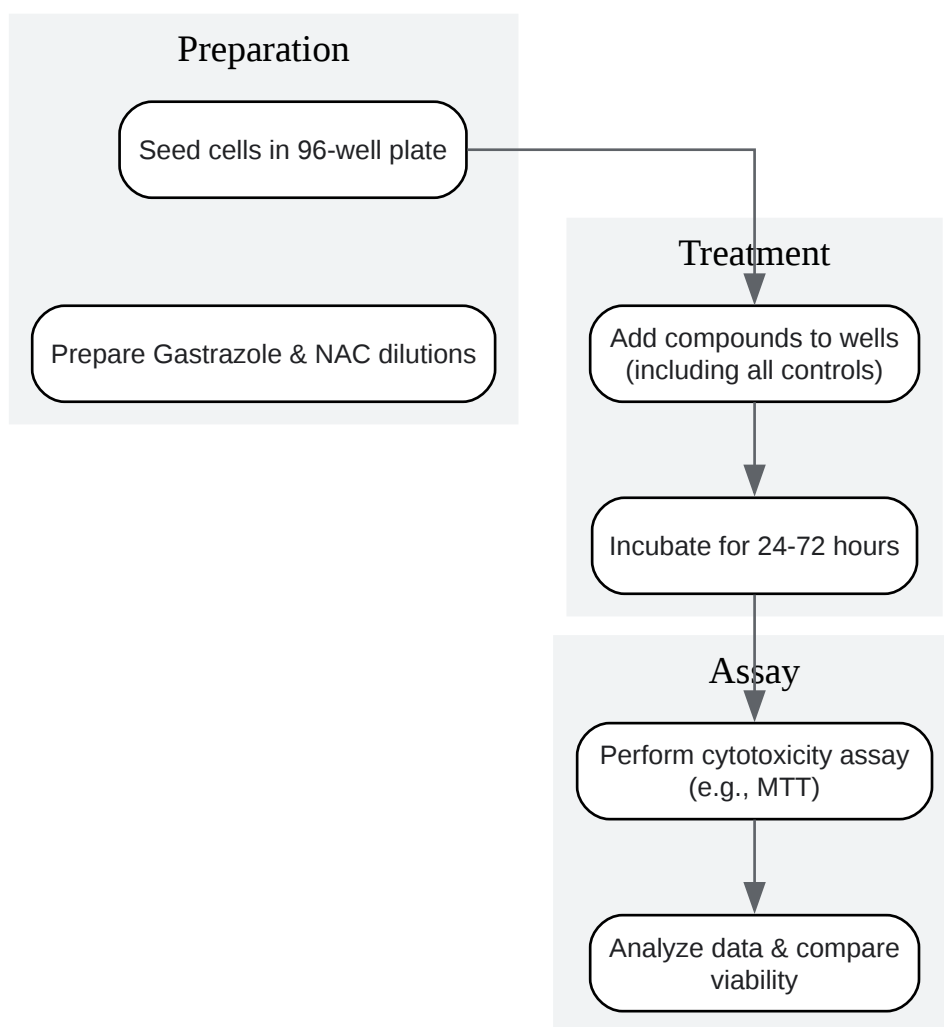 Preparation
Seed cells in 96-well plate
Prepare Gastrazole & NAC dilutions
Treatment
Add compounds to wells
(including all controls)
Incubate for 24-72 hours
Assay
Perform cytotoxicity assay
(e.g., MTT)
Analyze data & compare
viability